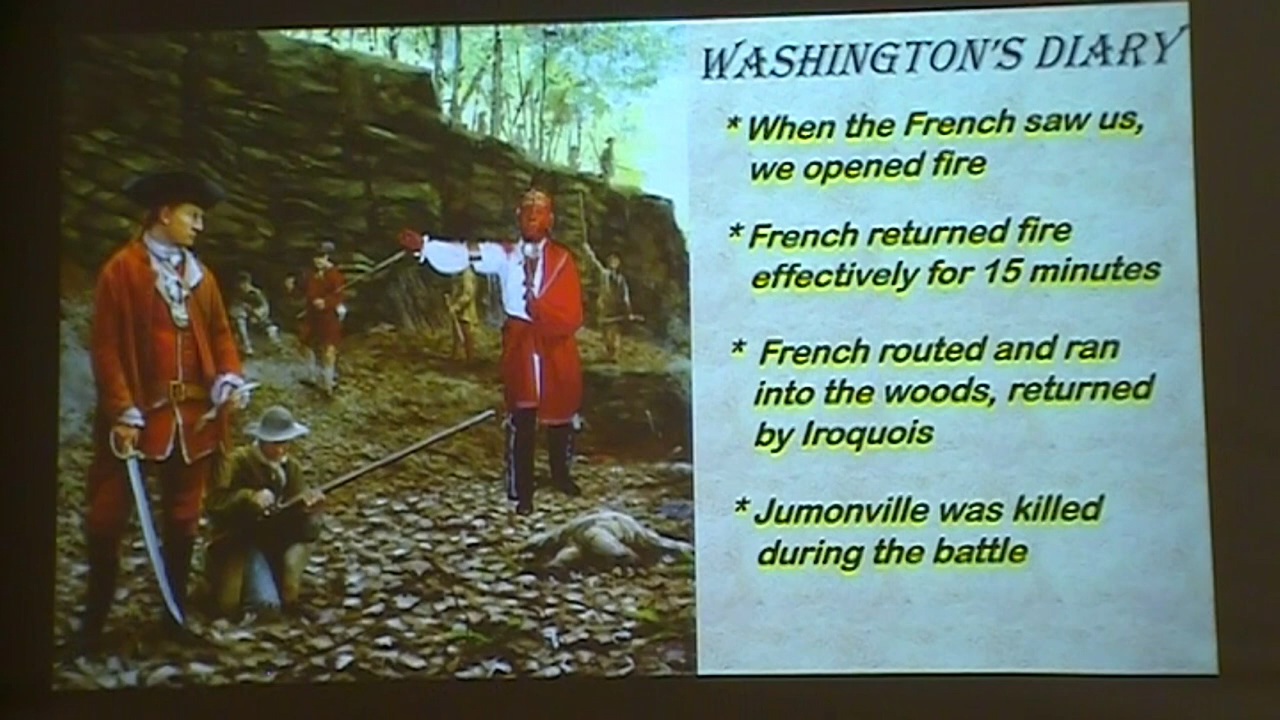 WASHINGTON'S DIARY
* When the French saw us,
we opened fire
* French returned fire
effectively for 15 minutes
* French routed and ran
into the woods, returned
by Iroquois
* Jumonville was killed
during the battle